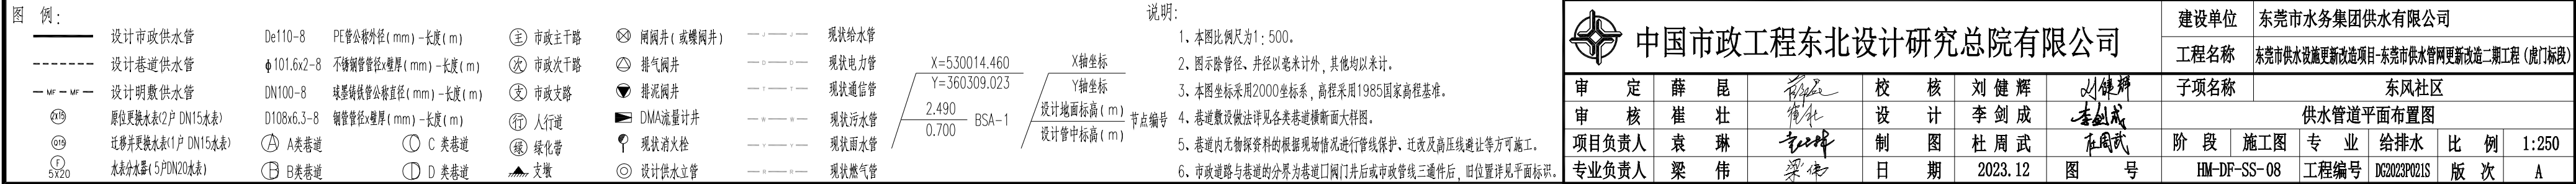 图 例:
设计市政供水管
设计巷道供水管
MF MF 设计明敷供水管
2x15 原位更换水表(2户 DN15水表)
Q15 迁移并更换水表(1户 DN15水表)
F 5x20 水表分水器(5户DN20水表)
De110-8 PE管公称外径(mm)-长度(m)
ϕ101.6x2-8 不锈钢管管径x壁厚(mm)-长度(m)
DN100-8 球墨铸铁管公称直径(mm)-长度(m)
D108x6.3-8 钢管管径x壁厚(mm)-长度(m)
A A类巷道
C C 类巷道
B B类巷道
D D 类巷道
主 市政主干路
次 市政次干路
支 市政支路
行 人行道
绿 绿化带
支墩
闸阀井(或蝶阀井)
排气阀井
排泥阀井
DMA流量计井
现状消火栓
设计供水立管
J J 现状给水管
D D 现状电力管
T T 现状通信管
W W 现状污水管
Y Y 现状雨水管
R R 现状燃气管
X=530014.460
Y=360309.023
2.490
0.700
BSA-1
X轴坐标
Y轴坐标
设计地面标高(m)
设计管中标高(m)
节点编号
说明:
1、本图比例尺为1:500。
2、图示除管径、井径以毫米计外,其他均以米计。
3、本图坐标采用2000坐标系,高程采用1985国家高程基准。
4、巷道敷设做法详见各类巷道横断面大样图。
5、巷道内无物探资料的根据现场情况进行管线保护、迁改及高压线避让等方可施工。
6、市政道路与巷道的分界为巷道口阀门井后或市政管线三通件后,旧位置详见平面标识。
中国市政工程东北设计研究总院有限公司
建设单位 东莞市水务集团供水有限公司
工程名称 东莞市供水设施更新改造项目-东莞市供水管网更新改造二期工程(虎门标段)
审 定 薛 昆 校 核 刘健辉 刘健辉 子项名称 东风社区
审 核 崔 壮 设 计 李剑成 李剑成 供水管道平面布置图
项目负责人 袁 琳 制 图 杜周武 杜周武 阶 段 施工图 专 业 给排水 比 例 1:250
专业负责人 梁 伟 梁伟 日 期 2023.12 图 号 HM-DF-SS-08 工程编号 DG2023P021S 版 次 A